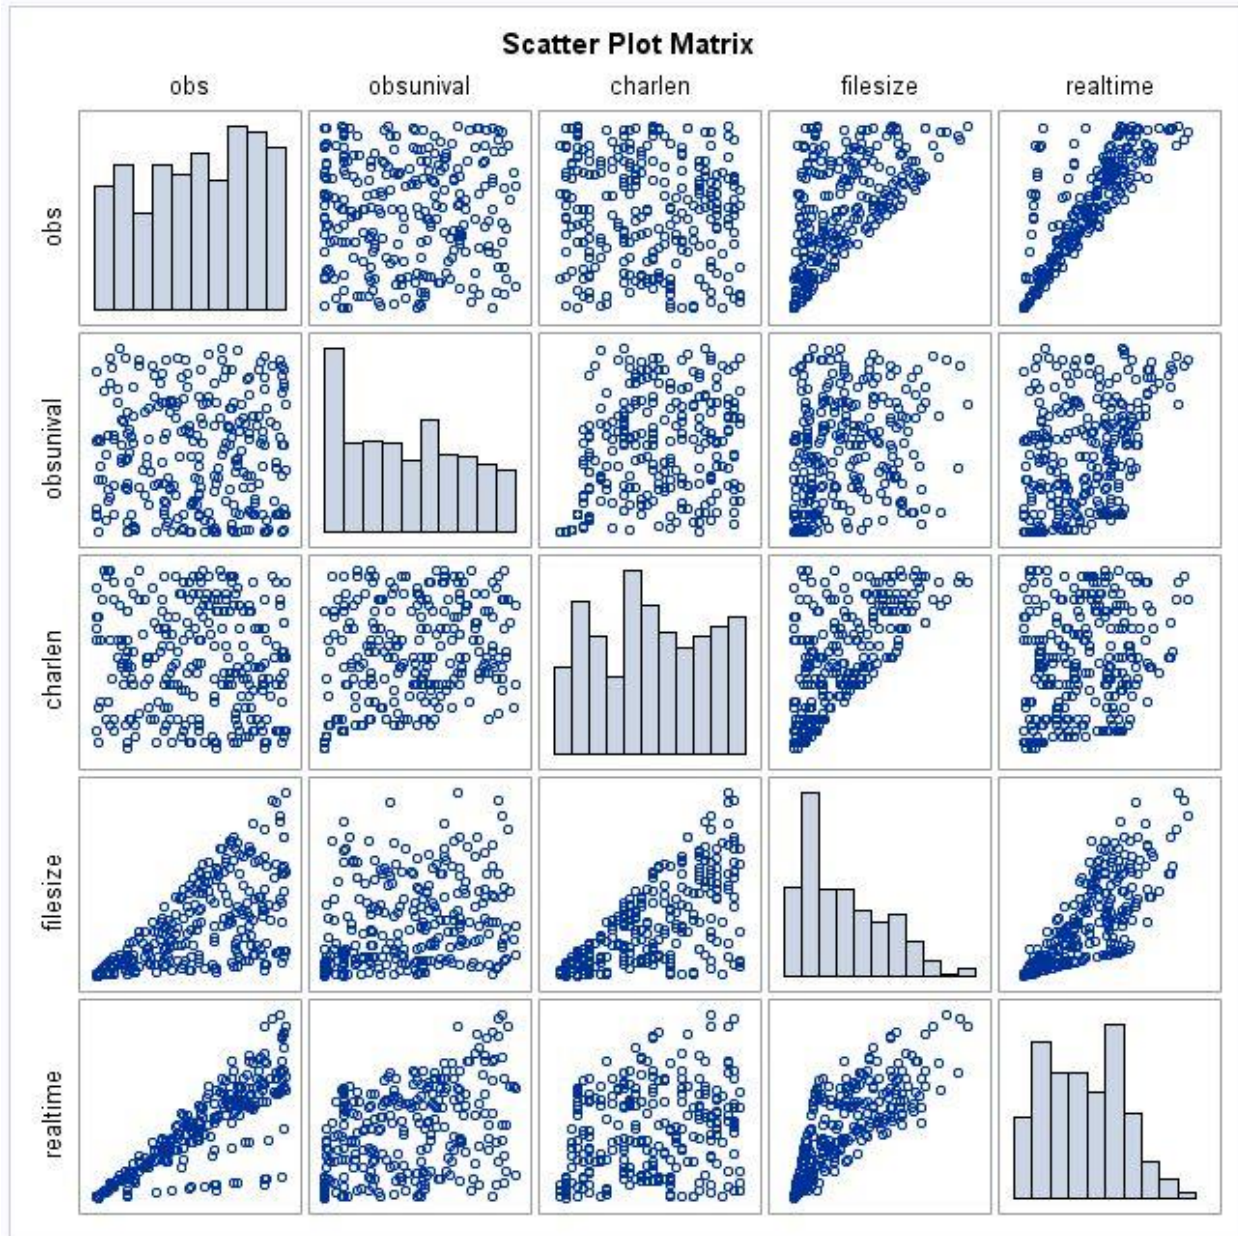 Scatter Plot Matrix
obs obsunival charlen filesize realtime
obs
obsunival
charlen
filesize
realtime